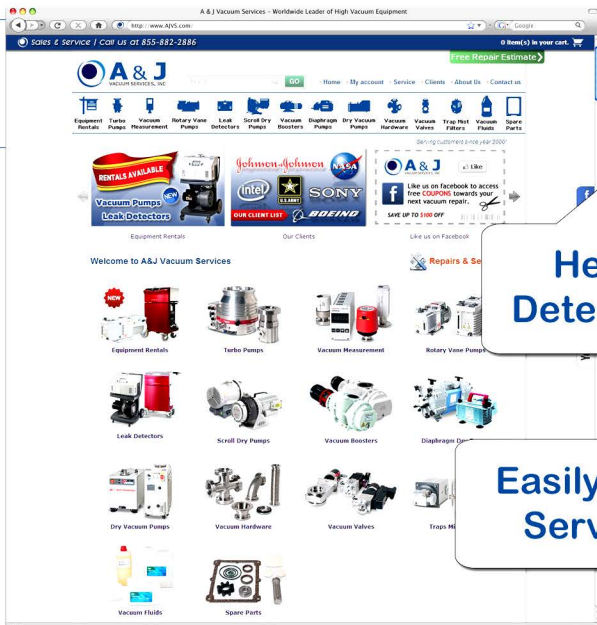 A & J Vacuum Services - Worldwide Leader of High Vacuum Equipment
http://www.AJVS.com/
Google
Sales & Service / Call us at 855-882-2886
0 item(s) in your cart.
Free Repair Estimate
A & J
VACUUM SERVICES, INC
GO
Home
My account
Service
Clients
About Us
Contact us
Equipment Rentals
Turbo Pumps
Vacuum Measurement
Rotary Vane Pumps
Leak Detectors
Scroll Dry Pumps
Vacuum Boosters
Diaphragm Pumps
Dry Vacuum Pumps
Vacuum Hardware
Vacuum Valves
Trap Mist Filters
Vacuum Fluids
Spare Parts
Serving customers since year 2000!
RENTALS AVAILABLE
NEW
Vacuum Pumps
Leak Detectors
Johnson & Johnson
NASA
intel
U.S.ARMY
SONY
OUR CLIENT LIST
BOEING
A & J
VACUUM SERVICES, INC
Like
Like us on facebook to access
free COUPONS towards your
next vacuum repair.
SAVE UP TO $100 OFF
Equipment Rentals
Our Clients
Like us on Facebook
Welcome to A&J Vacuum Services
Repairs & Se
He
Dete
NEW
Equipment Rentals
Turbo Pumps
Vacuum Measurement
Rotary Vane Pumps
Leak Detectors
Scroll Dry Pumps
Vacuum Boosters
Diaphragm
Easily
Serv
Dry Vacuum Pumps
Vacuum Hardware
Vacuum Valves
Traps Mi
Vacuum Fluids
Spare Parts